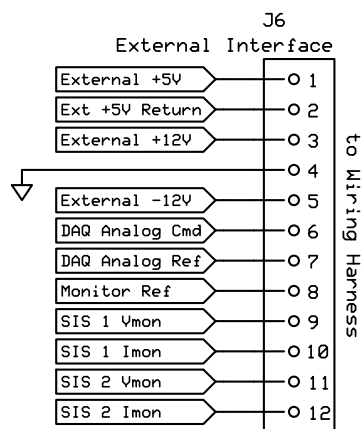 J6
External Interface
External +5V 1
Ext +5V Return 2
External +12V 3
4
External -12V 5
DAQ Analog Cmd 6
DAQ Analog Ref 7
Monitor Ref 8
SIS 1 Vmon 9
SIS 1 Imon 10
SIS 2 Vmon 11
SIS 2 Imon 12
to Wiring Harness